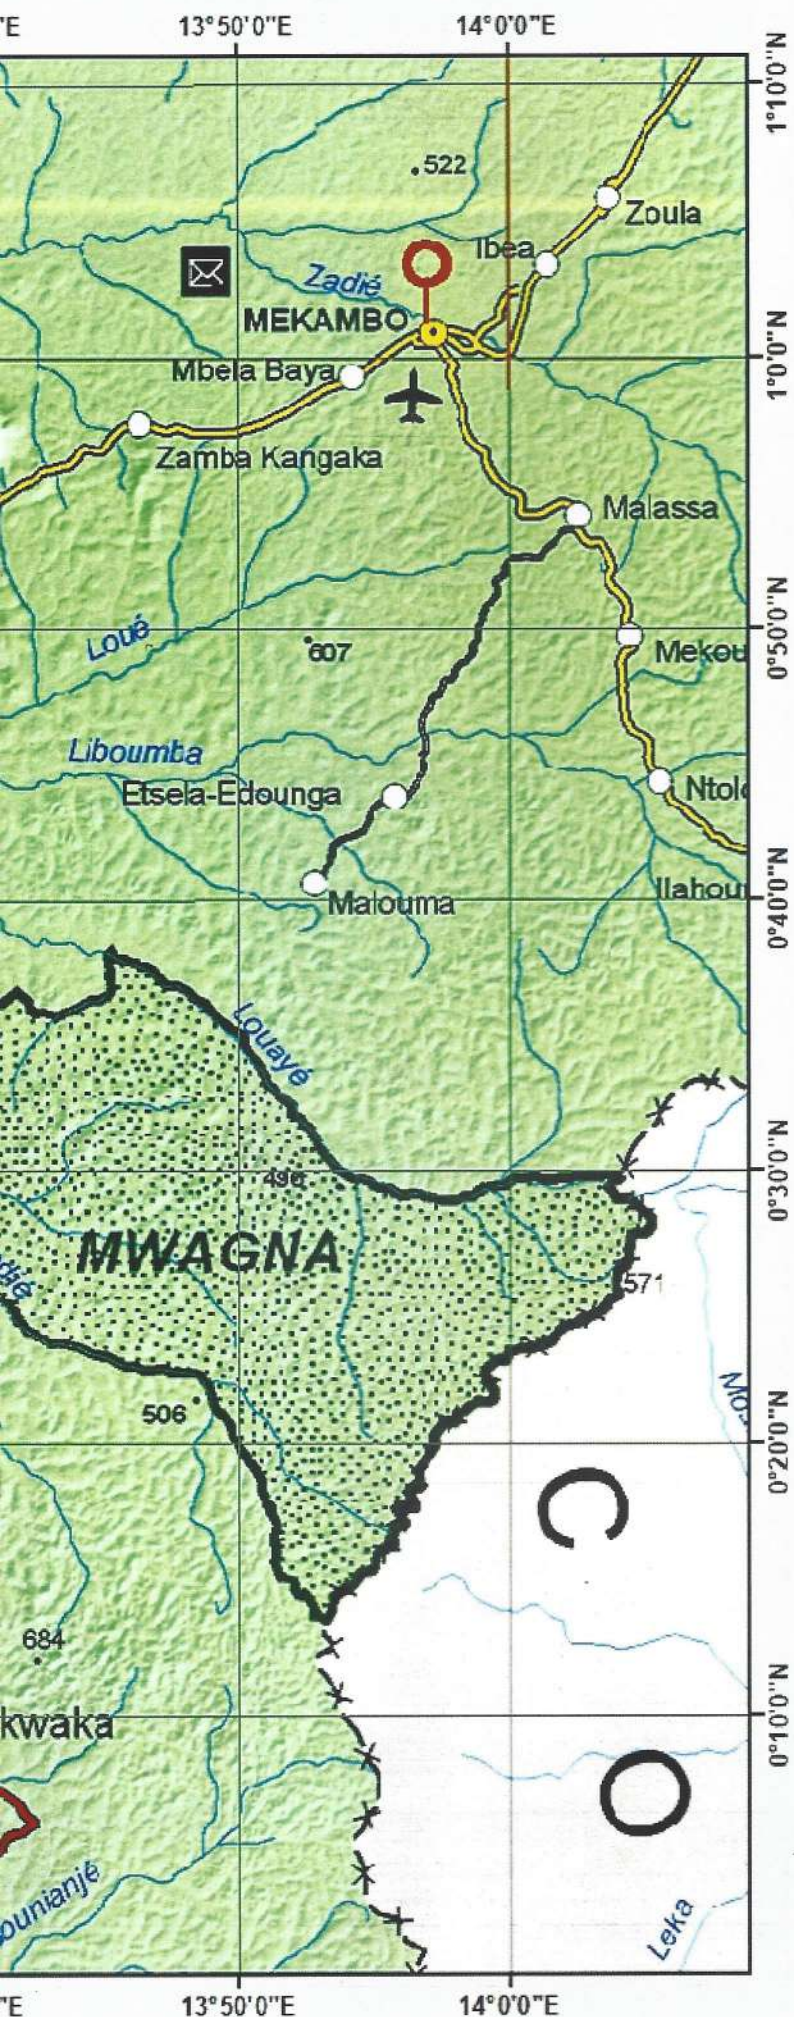 'E
13°50'0"E
14°0'0"E
1°10'0"N
.522
Zoula
Ibea
Zadié
MEKAMBO
1°0'0"N
Mbela Baya
Zamba Kangaka
Malassa
Loué
607
0°50'0"N
Mekou
Liboumba
Etsela-Edounga
Ntolo
Malouma
Ilahou
0°40'0"N
Louayé
496
0°30'0"N
MWAGNA
dié
571
506
0°20'0"N
C
684
kwaka
0°10'0"N
O
ounianjé
Leka
'E
13°50'0"E
14°0'0"E